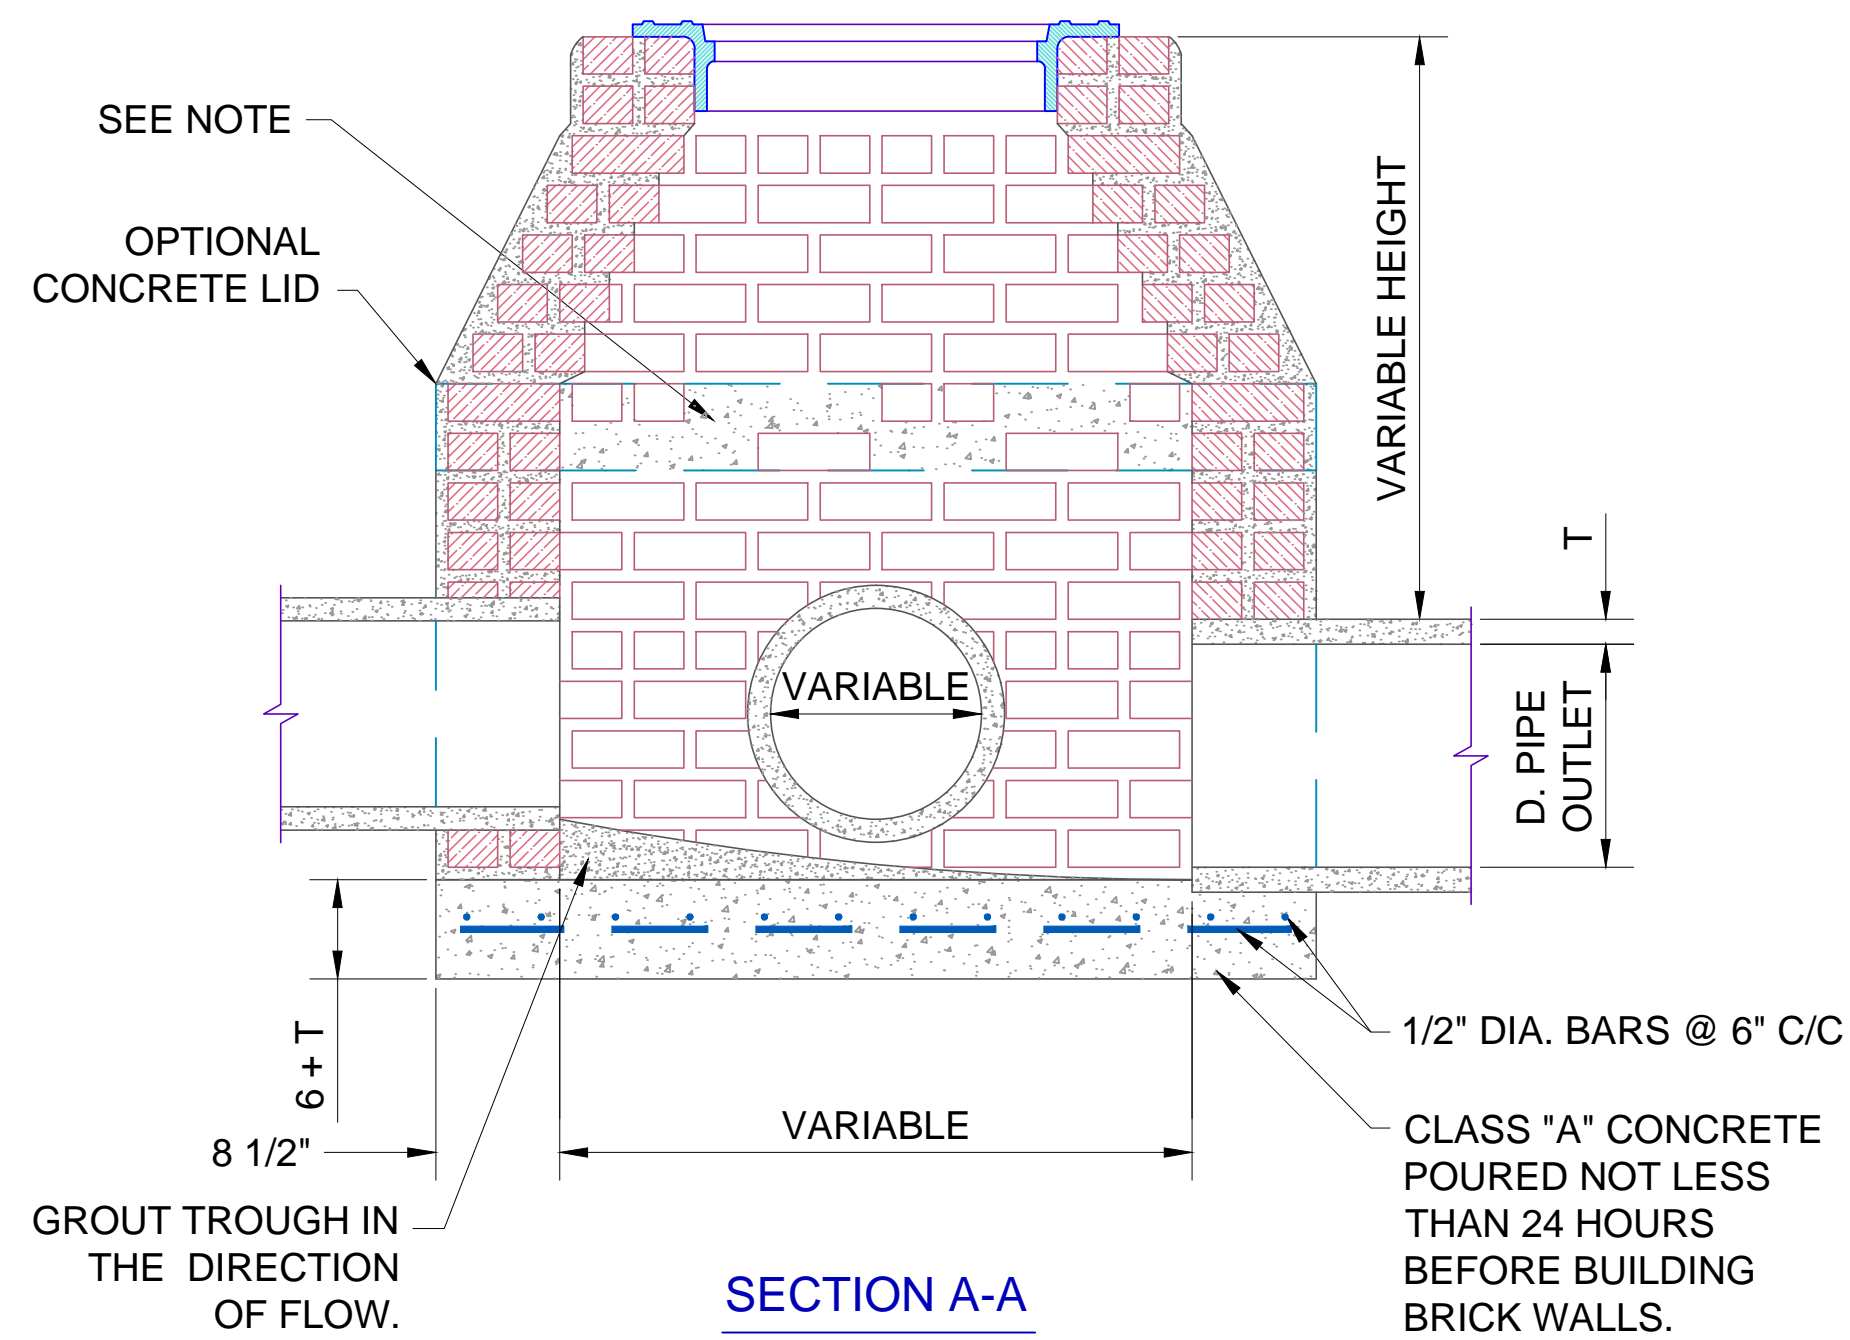 SEE NOTE
OPTIONAL
CONCRETE LID
VARIABLE HEIGHT
T
VARIABLE
D. PIPE
OUTLET
6 + T
1/2" DIA. BARS @ 6" C/C
8 1/2"
VARIABLE
CLASS "A" CONCRETE
POURED NOT LESS
THAN 24 HOURS
BEFORE BUILDING
BRICK WALLS.
GROUT TROUGH IN
THE DIRECTION
OF FLOW.
SECTION A-A